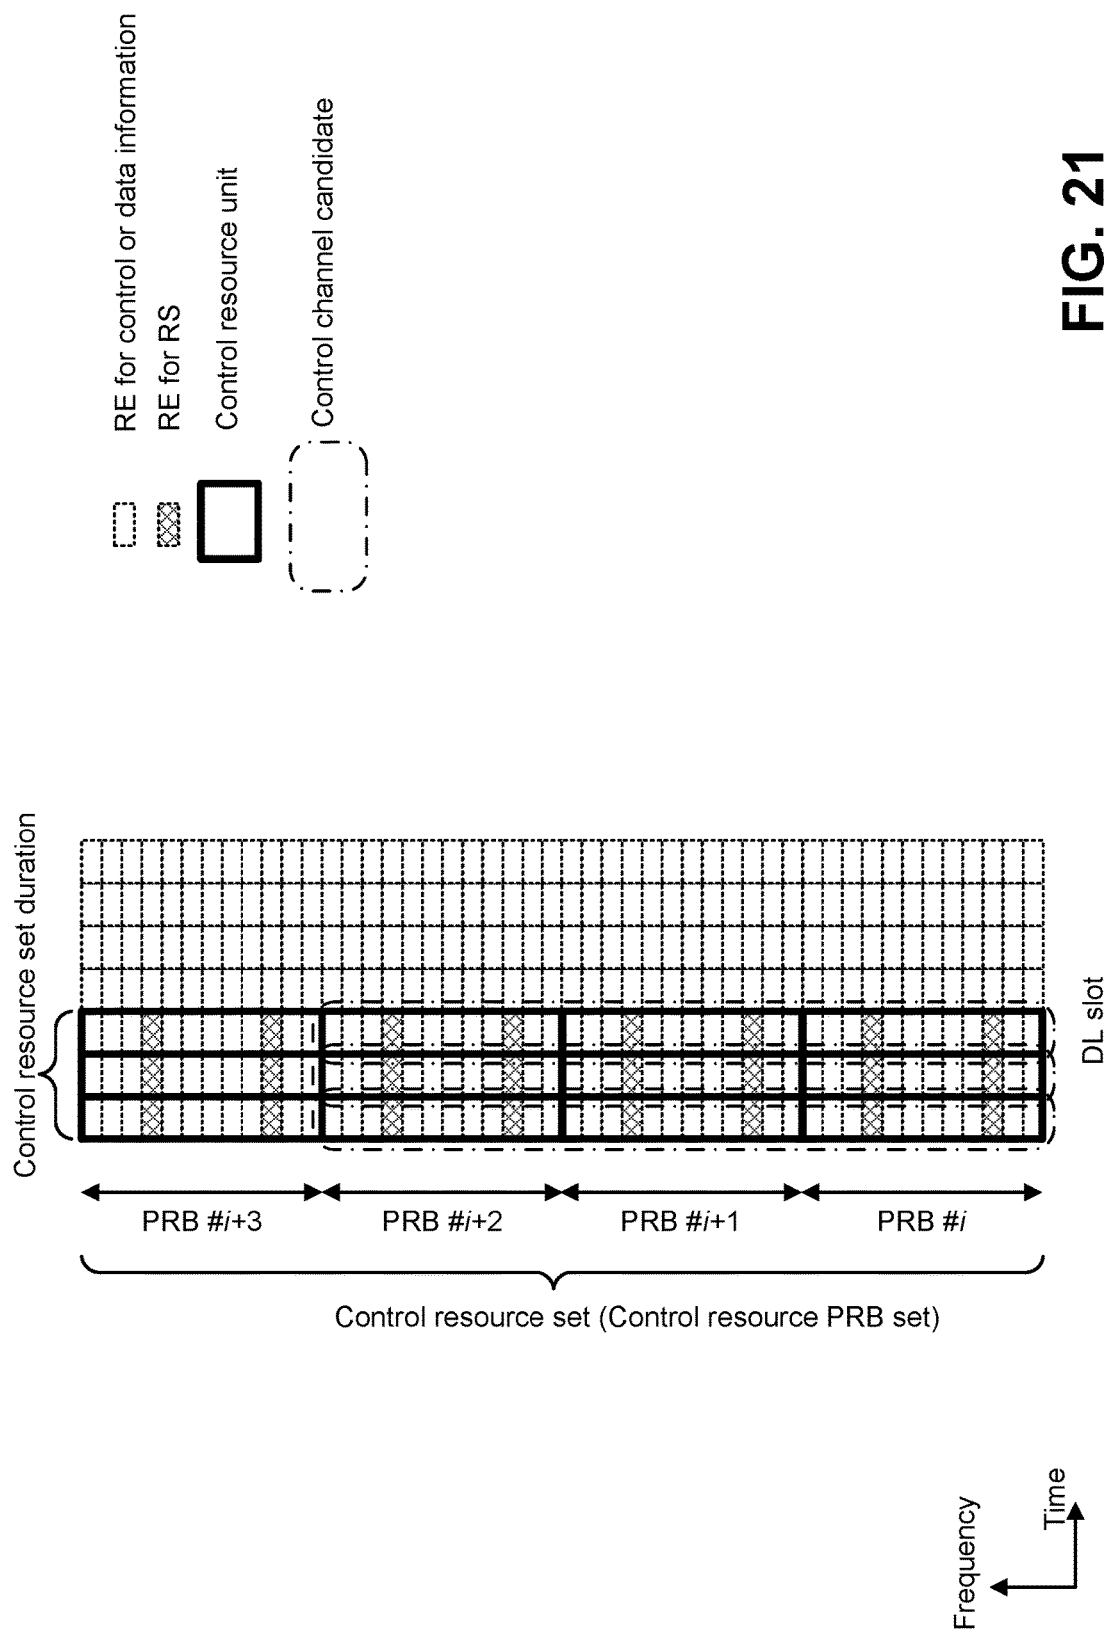 Control resource set duration
RE for control or data information
RE for RS
Control resource unit
Control channel candidate
PRB #i+3
PRB #i+2
PRB #i+1
PRB #i
Control resource set (Control resource PRB set)
DL slot
Frequency
Time
FIG. 21